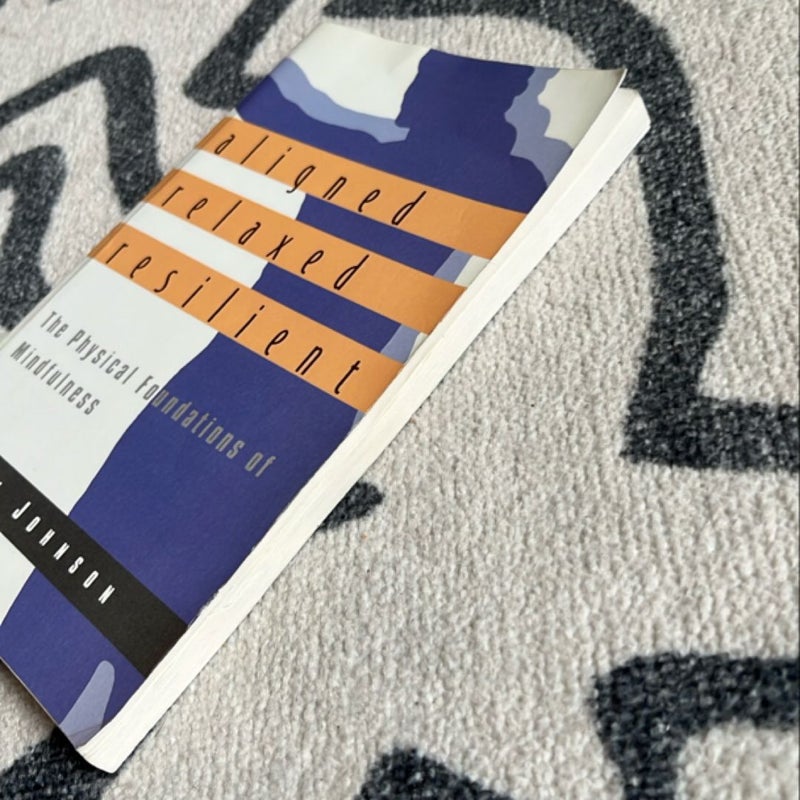 aligned
relaxed
resilient
The Physical Foundations of
Mindfulness
Johnson